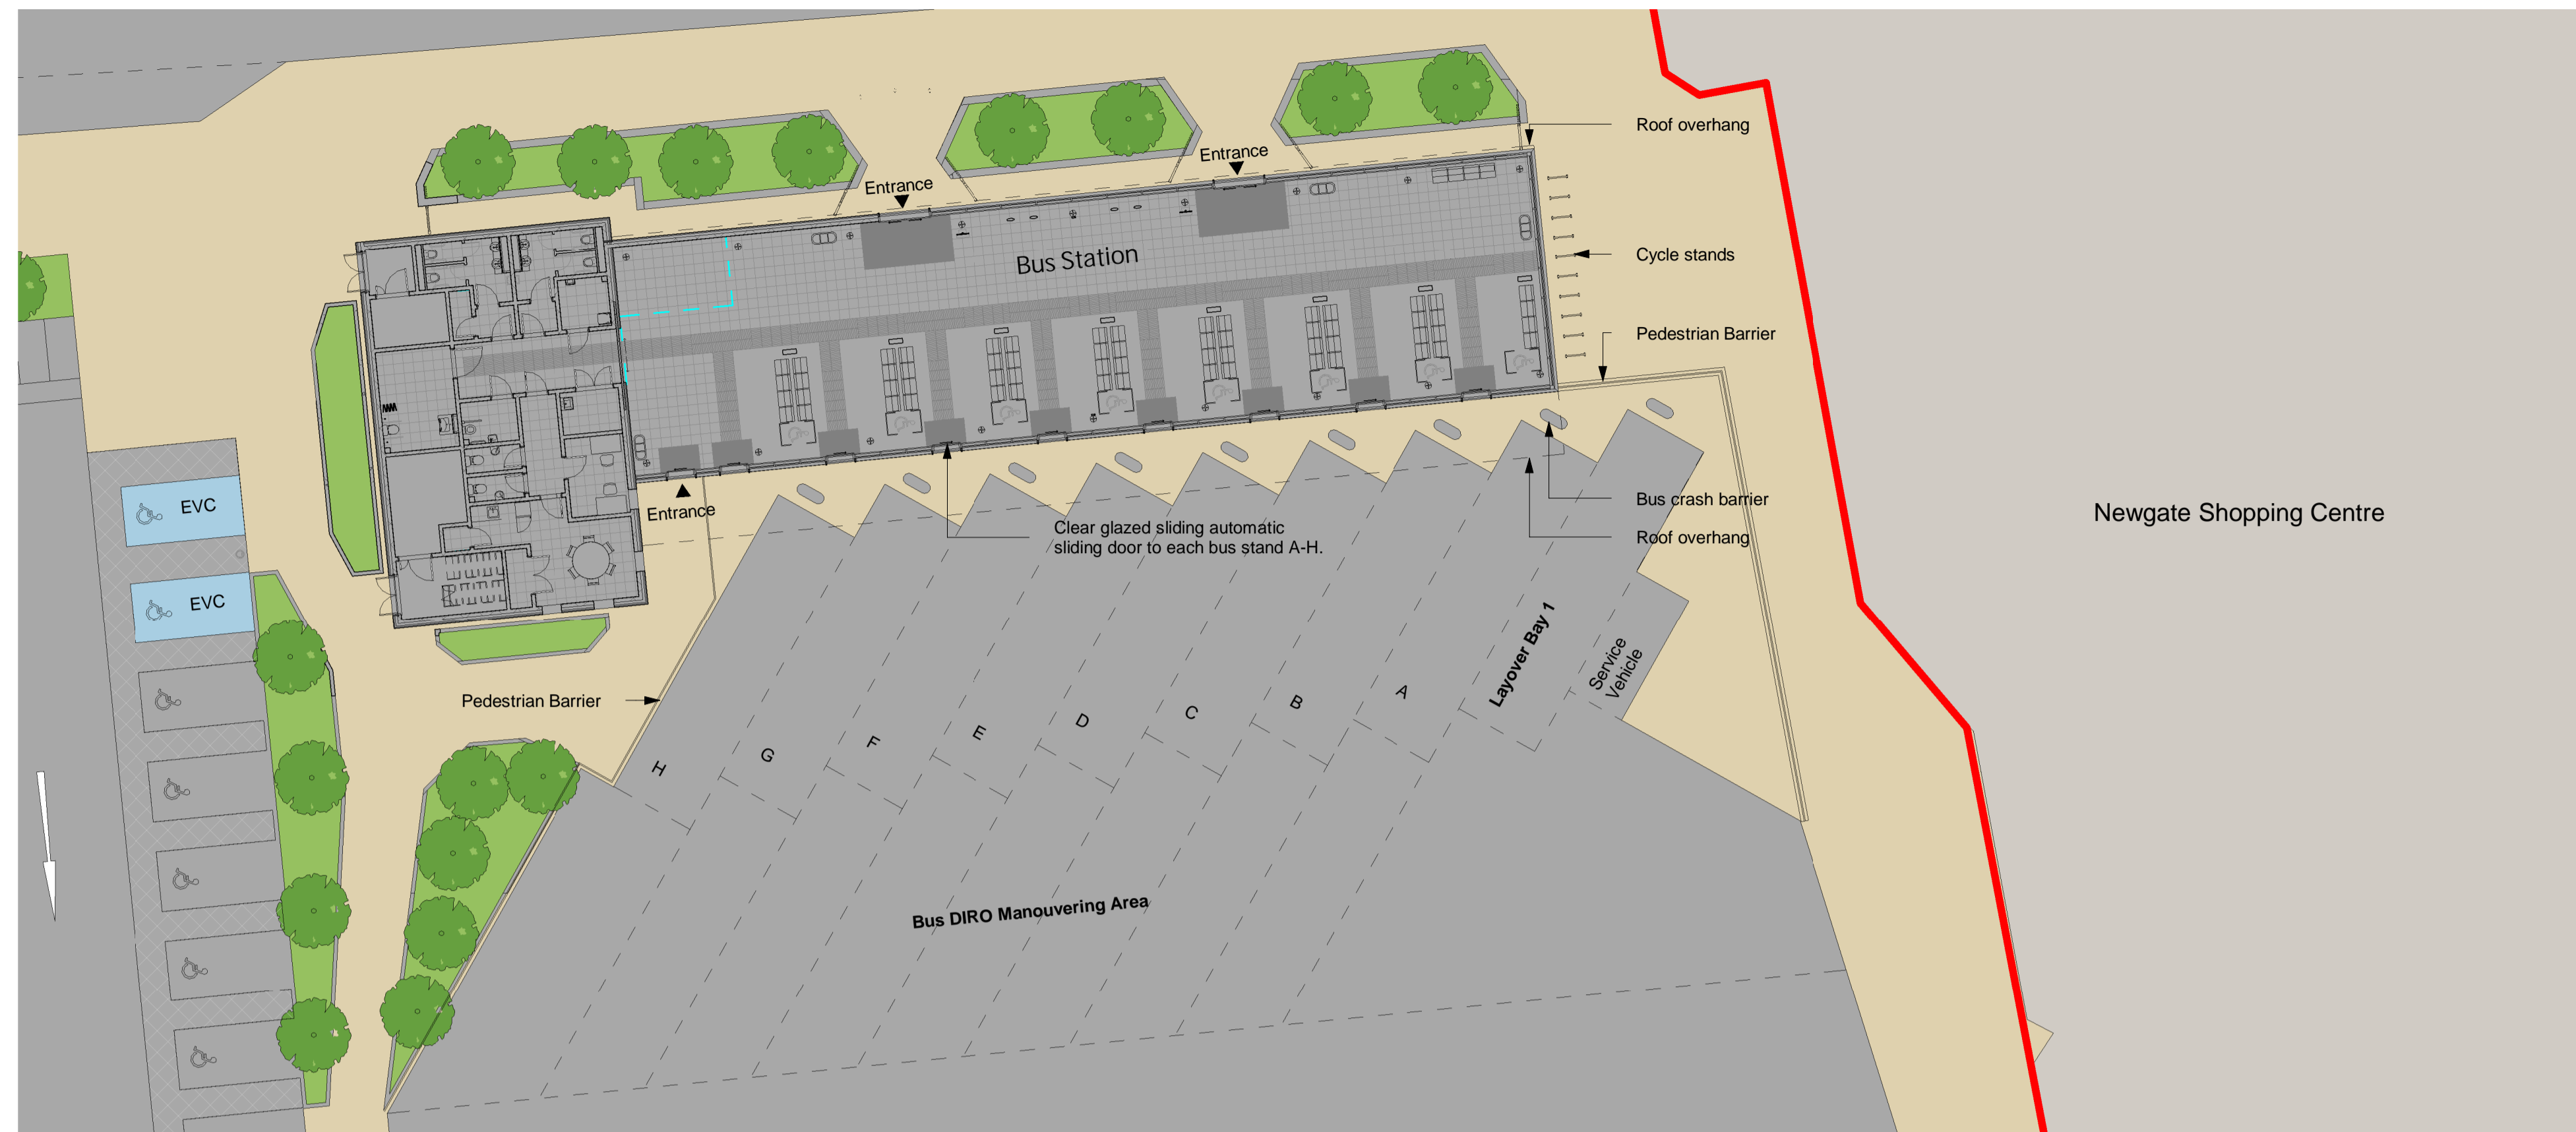 Roof overhang
Entrance
Entrance
Bus Station
Cycle stands
Pedestrian Barrier
EVC
Entrance
Clear glazed sliding automatic
sliding door to each bus stand A-H.
Bus crash barrier
Roof overhang
Newgate Shopping Centre
EVC
Pedestrian Barrier
Layover Bay 1
Service
Vehicle
H
G
F
E
D
C
B
A
Bus DIRO Manouvering Area